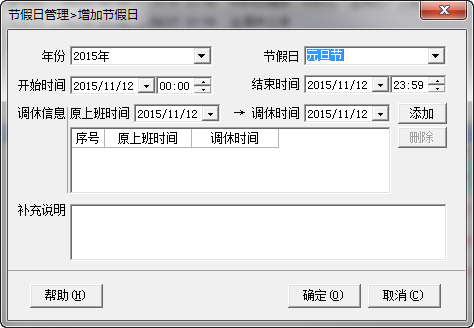 节假日管理>增加节假日
年份 2015年 节假日 元旦节
开始时间 2015/11/12 00:00 结束时间 2015/11/12 23:59
调休信息 原上班时间 2015/11/12 → 调休时间 2015/11/12 添加
删除
序号 原上班时间 调休时间
补充说明
帮助(H) 确定(O) 取消(C)